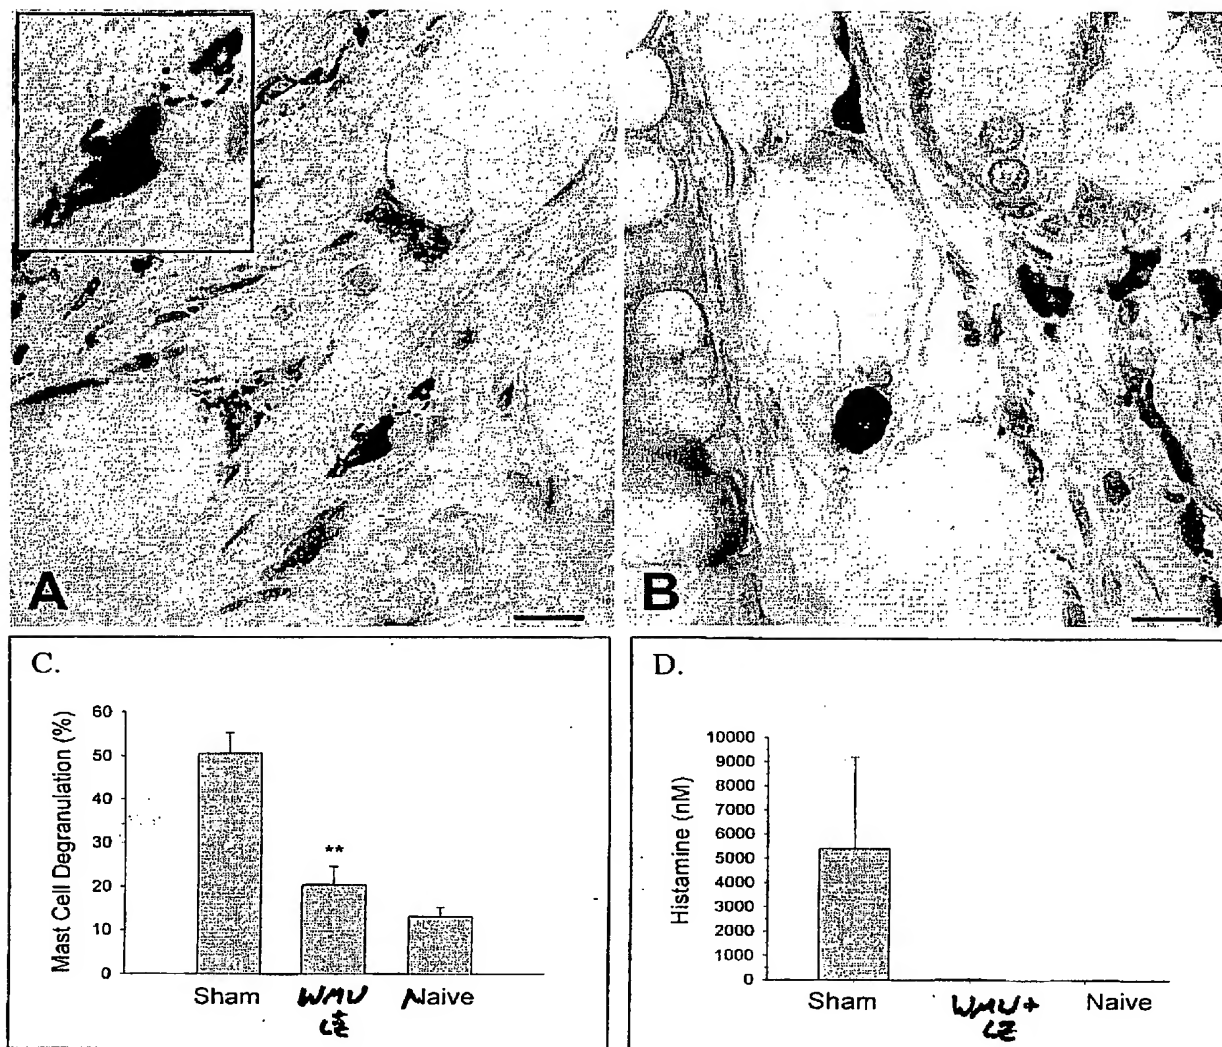 A
B
C.
Mast Cell Degranulation (%)
60
50
40
30
20
10
0
**
Sham
WMU
+
LZ
Naive
D.
Histamine (nM)
10000
9000
8000
7000
6000
5000
4000
3000
2000
1000
0
Sham
WMU+
LZ
Naive